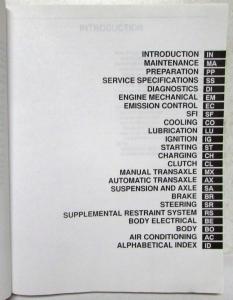 INTRODUCTION IN
MAINTENANCE MA
PREPARATION PP
SERVICE SPECIFICATIONS SS
DIAGNOSTICS DI
ENGINE MECHANICAL EM
EMISSION CONTROL EC
SFI SF
COOLING CO
LUBRICATION LU
IGNITION IG
STARTING ST
CHARGING CH
CLUTCH CL
MANUAL TRANSAXLE MX
AUTOMATIC TRANSAXLE AX
SUSPENSION AND AXLE SA
BRAKE BR
STEERING SR
SUPPLEMENTAL RESTRAINT SYSTEM RS
BODY ELECTRICAL BE
BODY BO
AIR CONDITIONING AC
ALPHABETICAL INDEX ID